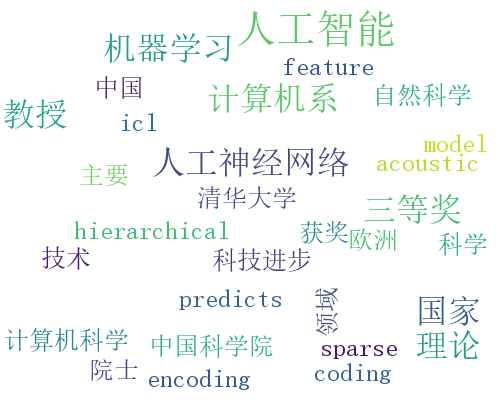 人工智能
机器学习
feature
中国
计算机系
自然科学
教授
icl
model
人工神经网络
acoustic
主要
清华大学
三等奖
hierarchical
获奖
欧洲
科学
技术
科技进步
predicts
领域
国家
计算机科学
中国科学院
sparse
理论
院士
encoding
coding